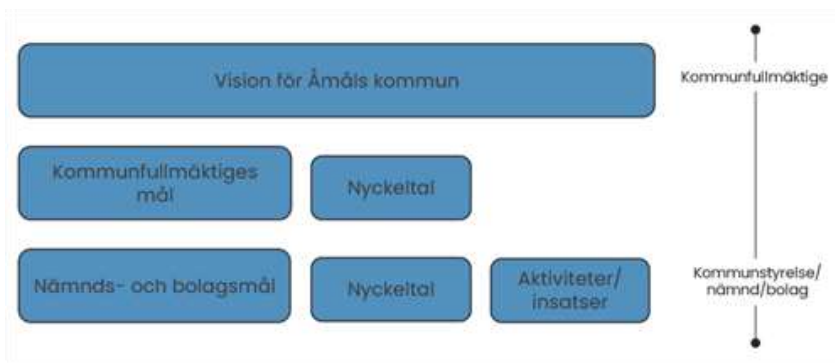 Vision för Åmåls kommun
Kommunfullmäktige
Kommunfullmäktiges
mål
Nyckeltal
Nämnds- och bolagsmål
Nyckeltal
Aktiviteter/
insatser
Kommunstyrelse/
nämnd/bolag